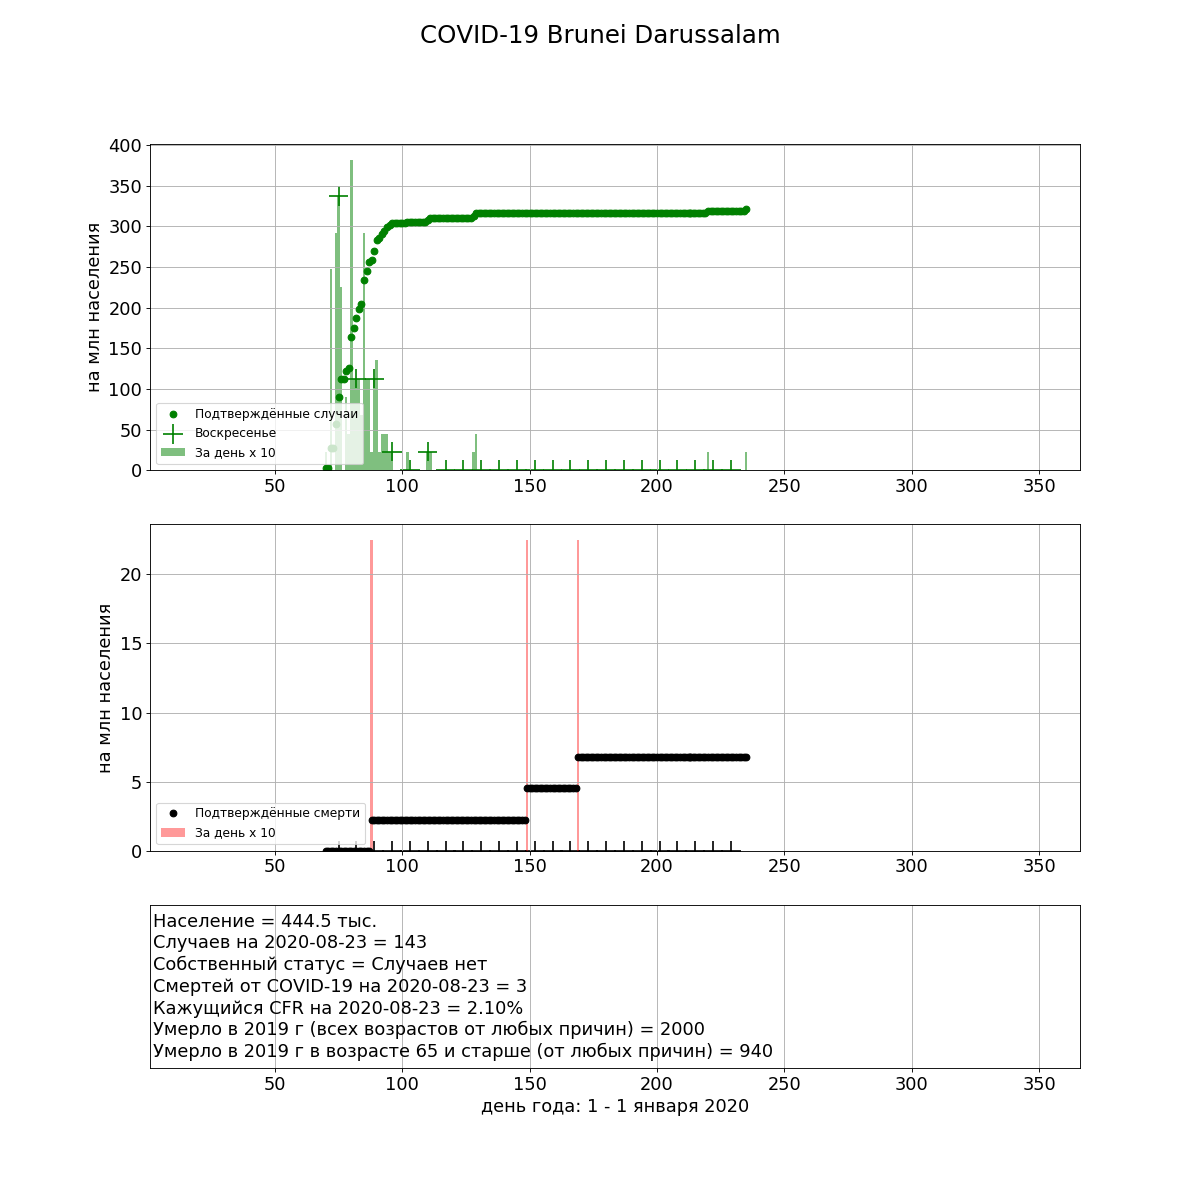 COVID-19 Brunei Darussalam
400
350
300
250
200
150
100
50
0
на млн населения
Подтверждённые случаи
Воскресенье
За день x 10
50 100 150 200 250 300 350
20
15
10
5
0
на млн населения
Подтверждённые смерти
За день x 10
50 100 150 200 250 300 350
Население = 444.5 тыс.
Случаев на 2020-08-23 = 143
Собственный статус = Случаев нет
Смертей от COVID-19 на 2020-08-23 = 3
Кажущийся CFR на 2020-08-23 = 2.10%
Умерло в 2019 г (всех возрастов от любых причин) = 2000
Умерло в 2019 г в возрасте 65 и старше (от любых причин) = 940
50 100 150 200 250 300 350
день года: 1 - 1 января 2020